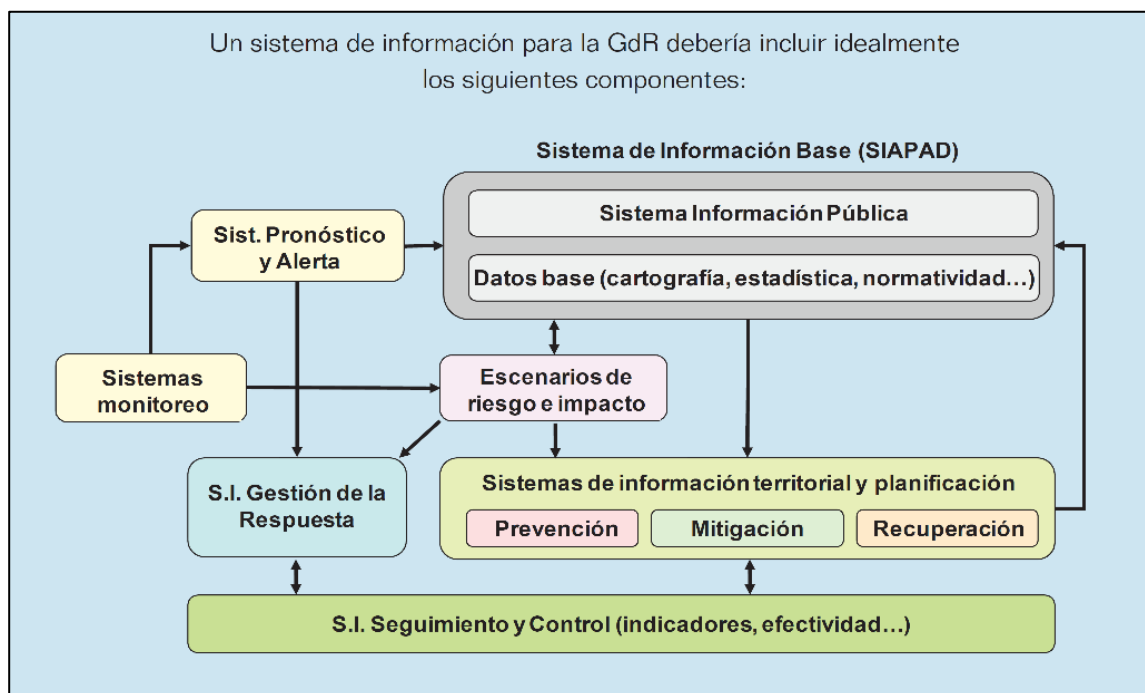 Un sistema de información para la GdR debería incluir idealmente
los siguientes componentes:
Sistema de Información Base (SIAPAD)
Sistema Información Pública
Sist. Pronóstico
y Alerta
Datos base (cartografía, estadística, normatividad...)
Sistemas
monitoreo
Escenarios de
riesgo e impacto
S.I. Gestión de la
Respuesta
Sistemas de información territorial y planificación
Prevención
Mitigación
Recuperación
S.I. Seguimiento y Control (indicadores, efectividad...)